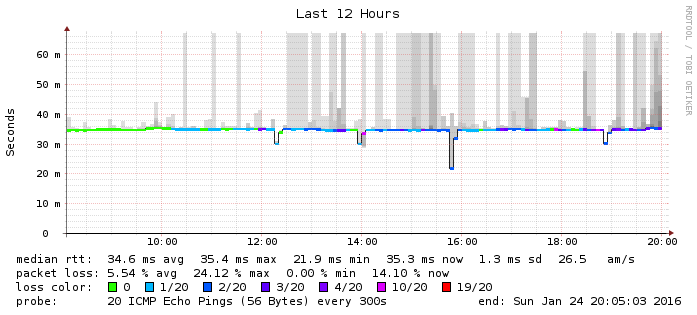 Last 12 Hours
RRDTOOL / TOBI OETIKER
Seconds
60 m
50 m
40 m
30 m
20 m
10 m
0
10:00 12:00 14:00 16:00 18:00 20:00
median rtt: 34.6 ms avg 35.4 ms max 21.9 ms min 35.3 ms now 1.3 ms sd 26.5 am/s
packet loss: 5.54 % avg 24.12 % max 0.00 % min 14.10 % now
loss color: 0 1/20 2/20 3/20 4/20 10/20 19/20
probe: 20 ICMP Echo Pings (56 Bytes) every 300s end: Sun Jan 24 20:05:03 2016